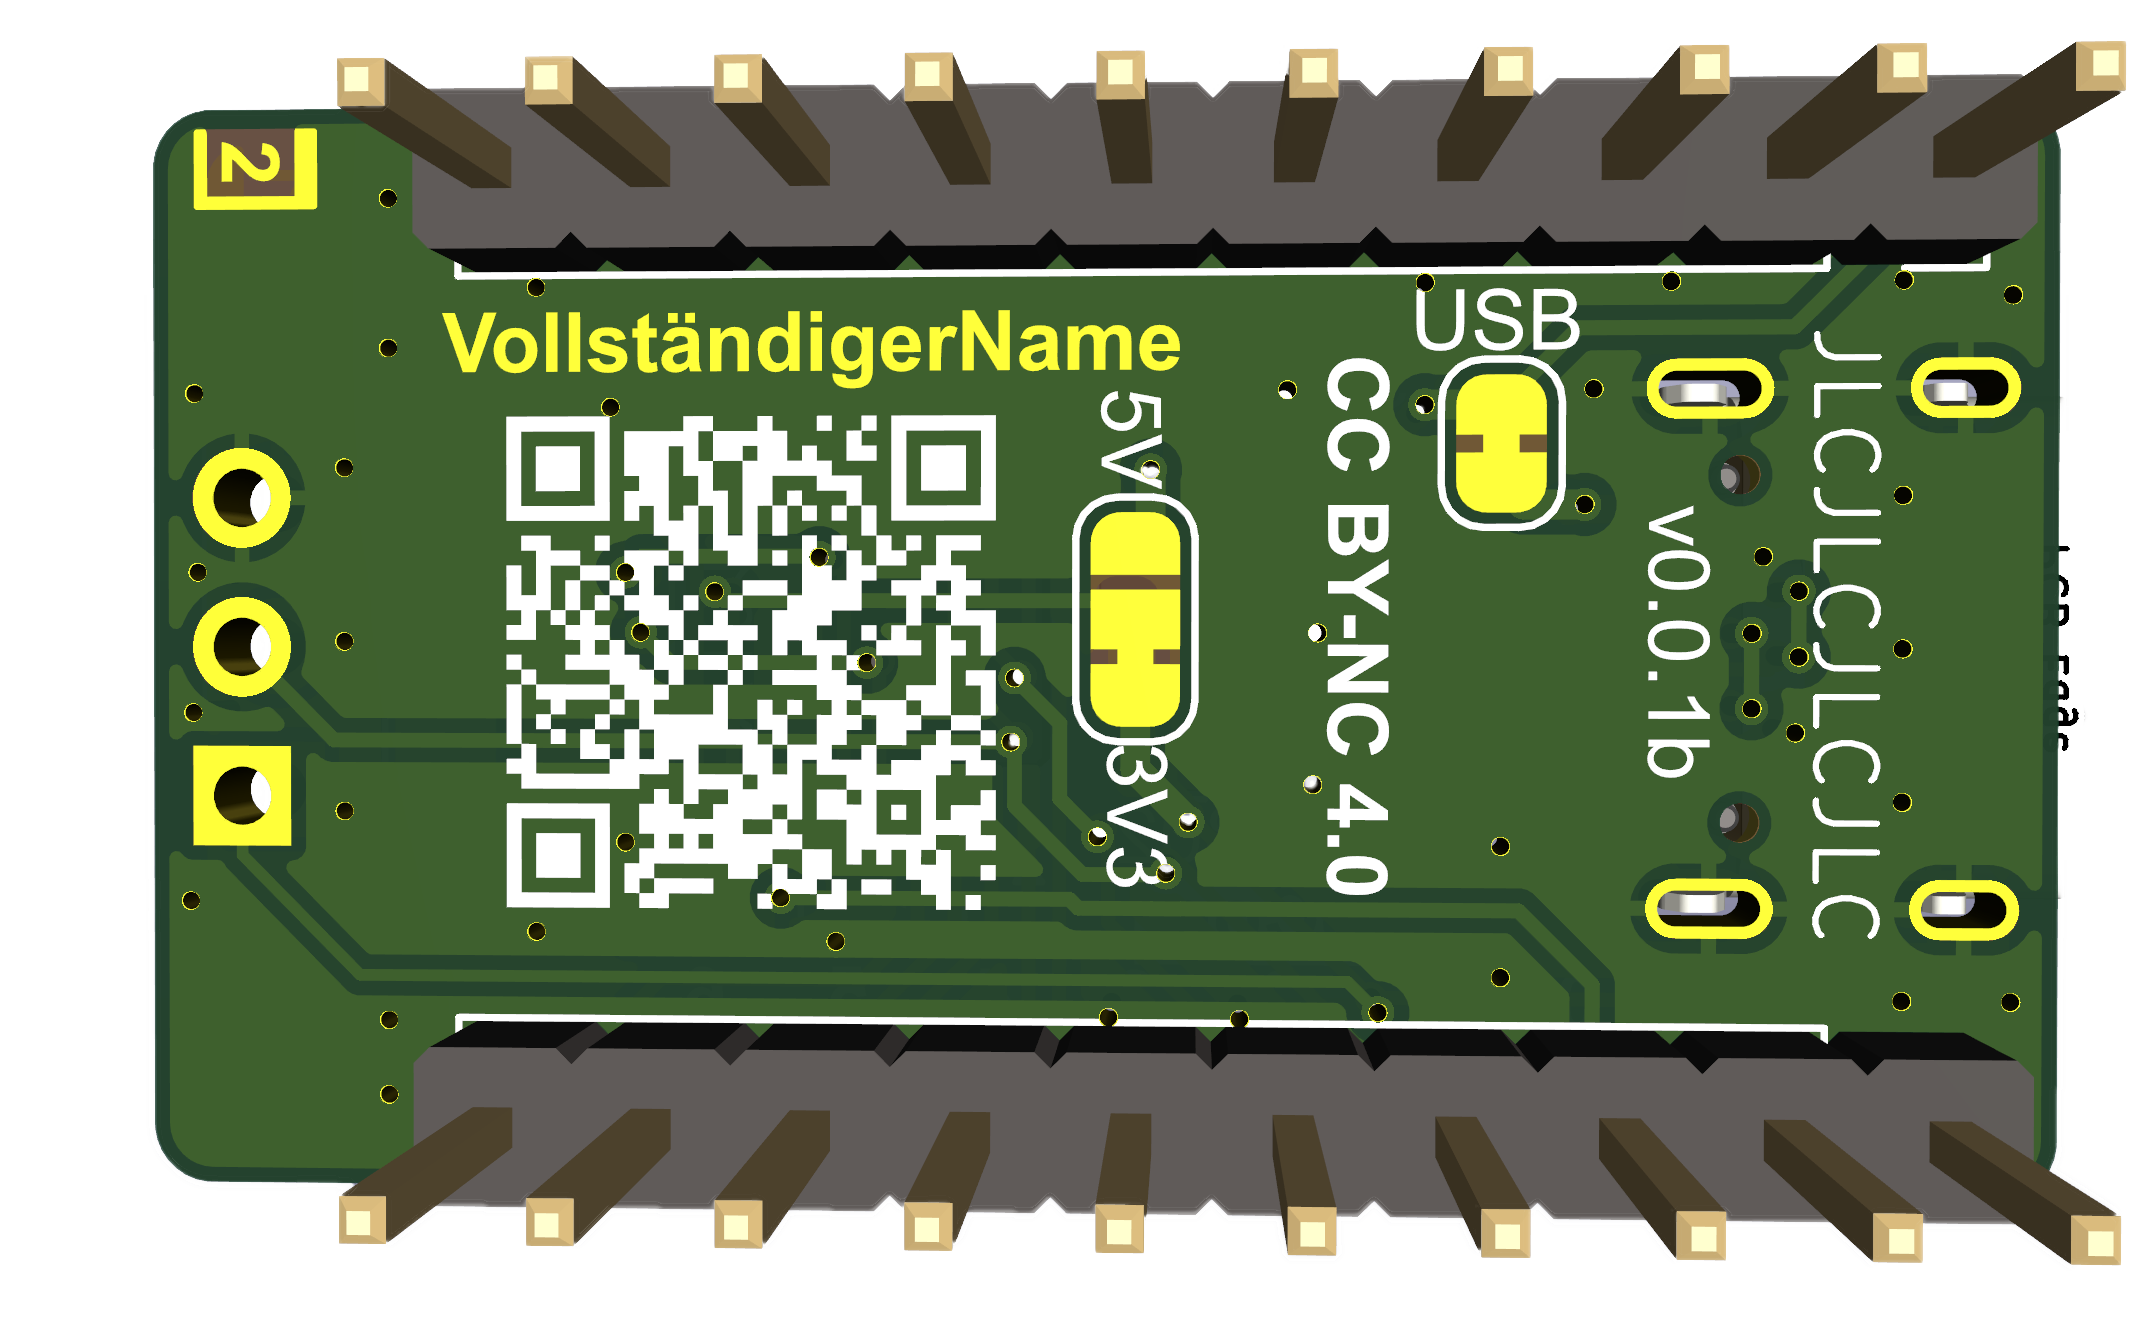 2
VollständigerName
USB
5V
3V3
CC BY-NC 4.0
v0.0.1b
JLCJLCJLCJLC